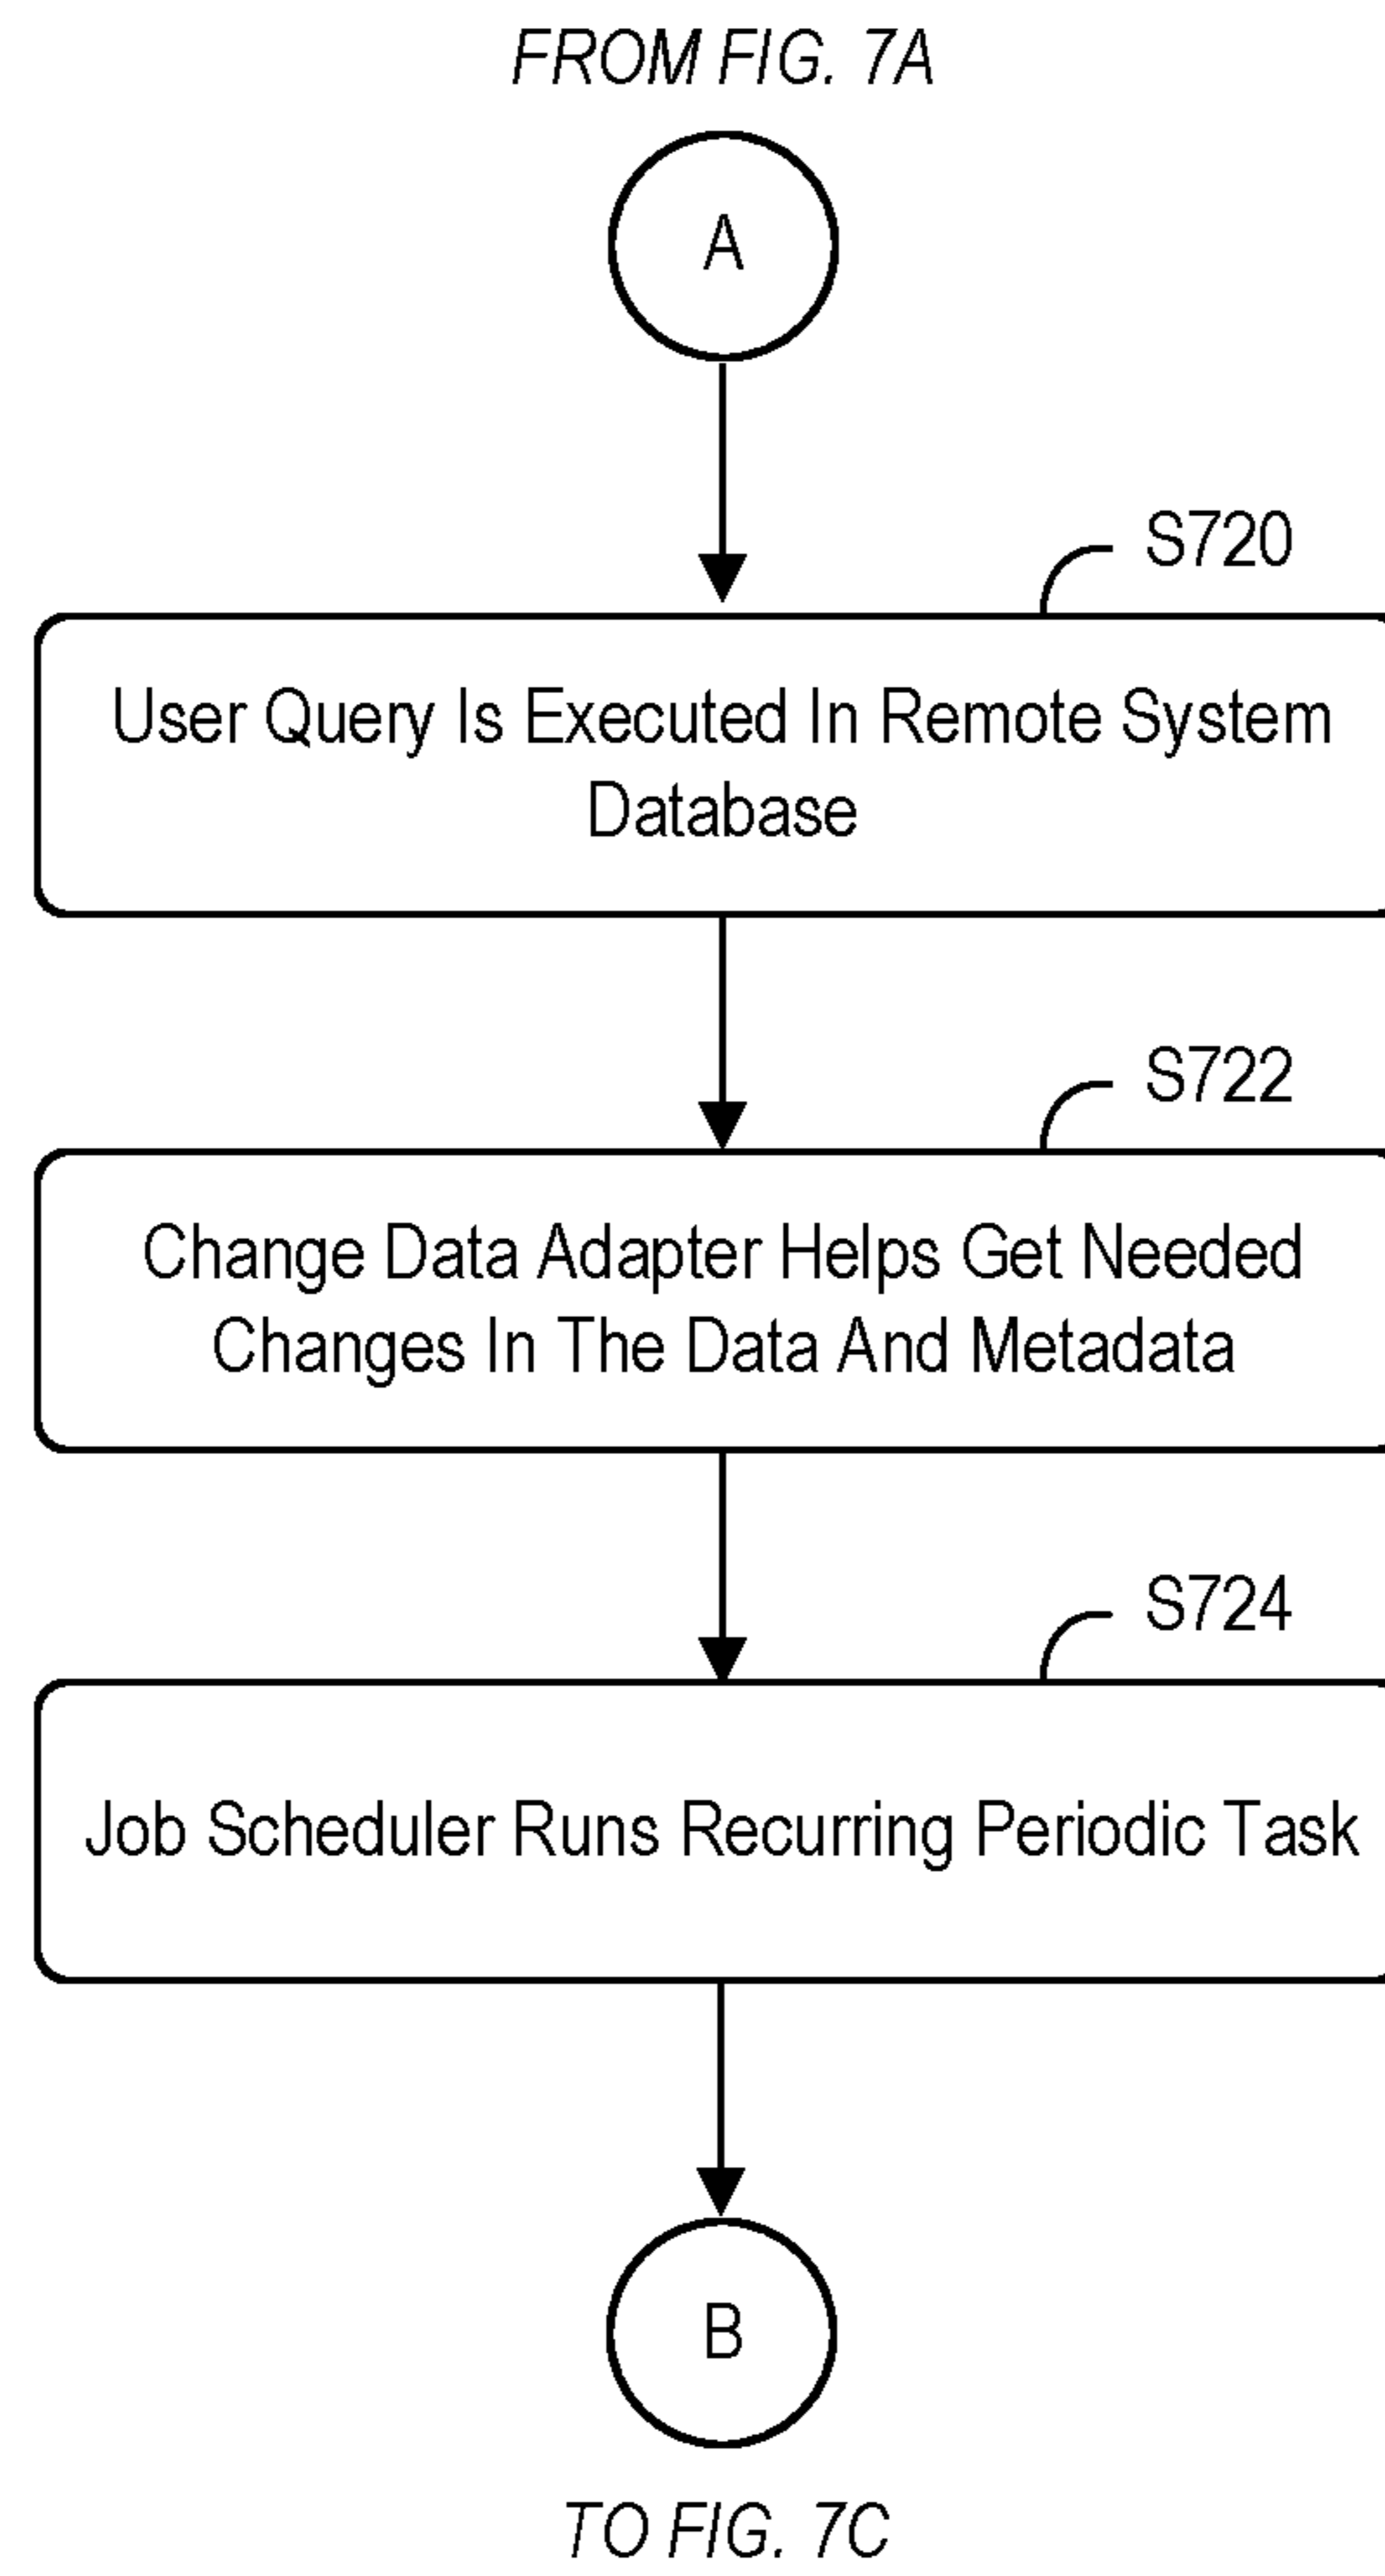 FROM FIG. 7A
A
S720
User Query Is Executed In Remote System
Database
S722
Change Data Adapter Helps Get Needed
Changes In The Data And Metadata
S724
Job Scheduler Runs Recurring Periodic Task
B
TO FIG. 7C